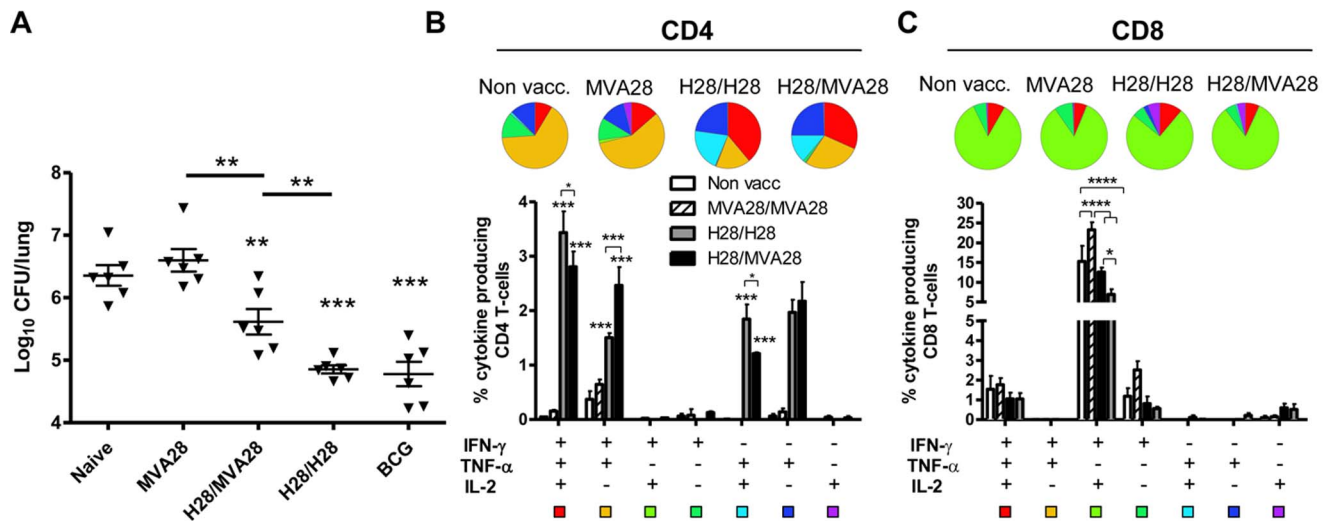 A
Log10 CFU/lung
8
7
6
5
4
**
**
**
***
***
Naive
MVA28
H28/MVA28
H28/H28
BCG
B
CD4
Non vacc.
MVA28
H28/H28
H28/MVA28
Non vacc
MVA28/MVA28
H28/H28
H28/MVA28
% cytokine producing
CD4 T-cells
4
3
2
1
0
*
***
***
***
***
***
*
***
***
IFN-γ + + + + - - -
TNF-α + + - - + + -
IL-2 + - + - + - +
C
CD8
Non vacc.
MVA28
H28/H28
H28/MVA28
% cytokine producing
CD8 T-cells
30
25
20
15
10
5
5
4
3
2
1
0
****
****
*
IFN-γ + + + + - - -
TNF-α + + - - + + -
IL-2 + - + - + - +